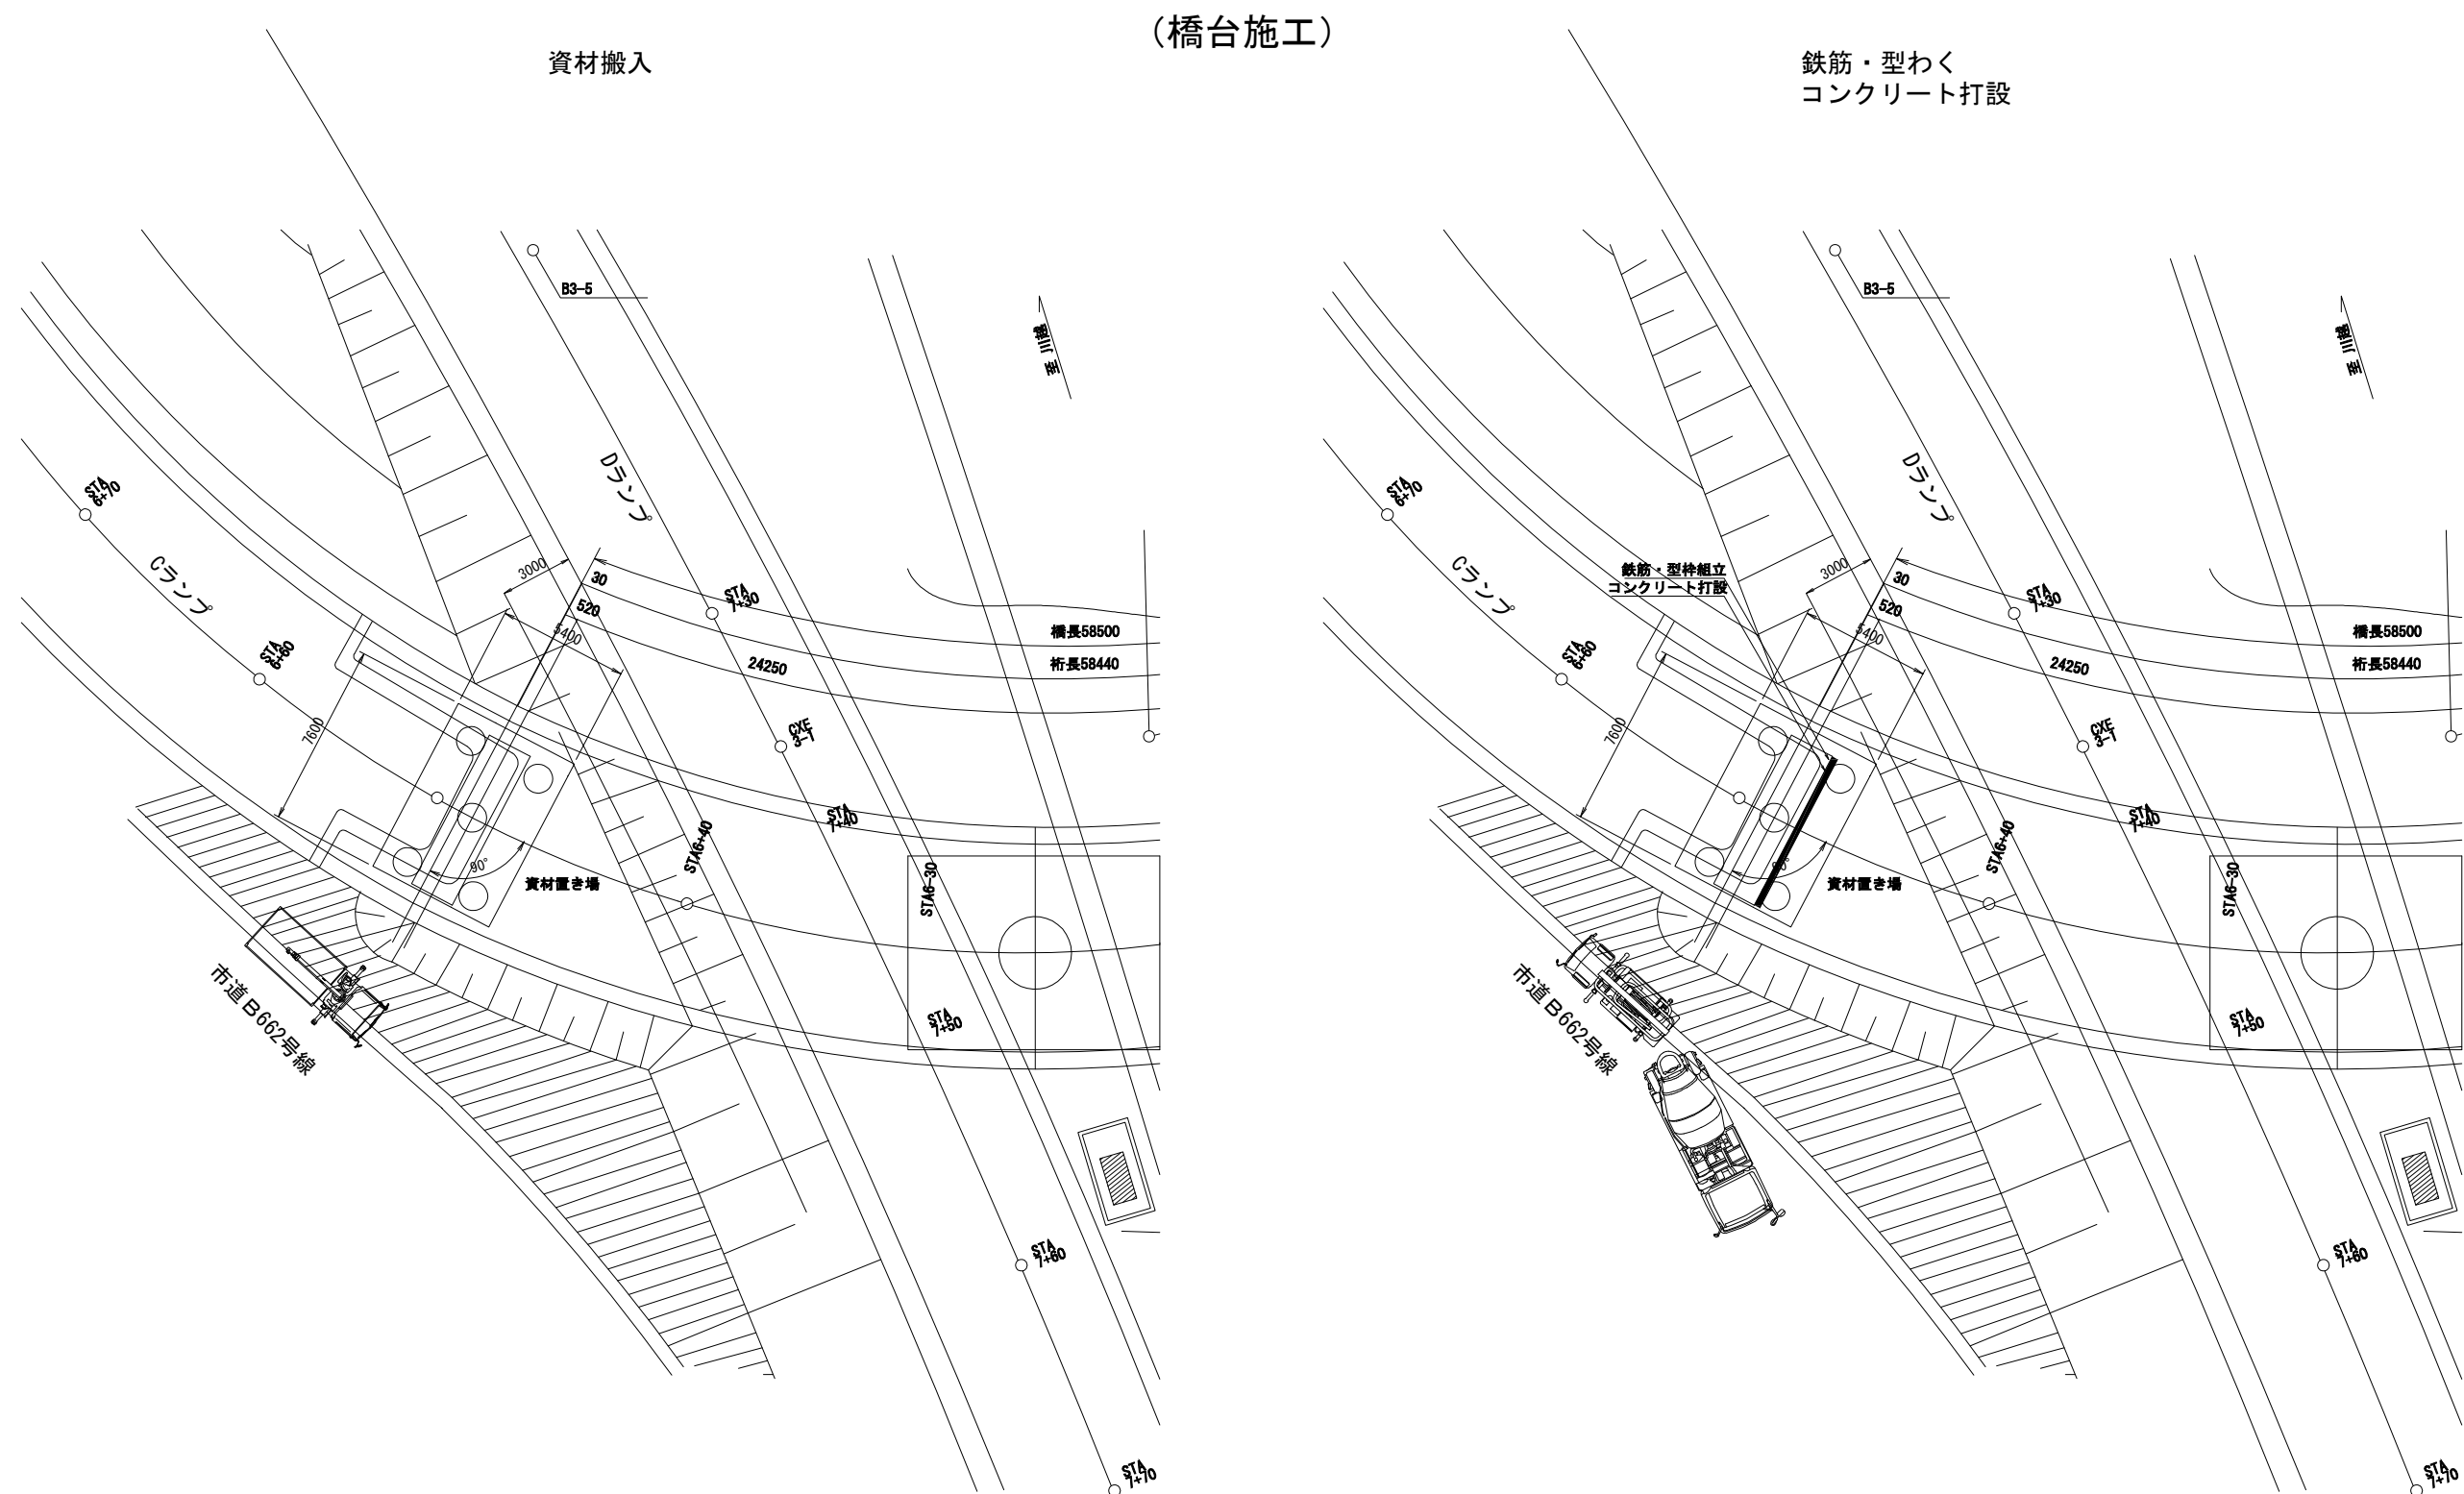 （橋台施工）
資材搬入
B3-5
至 川越
Dランプ
STA
6+70
Cランプ
STA
6+60
3000
30
520
5400
STA
7+30
橋長58500
桁長58440
24250
7600
STA
7+40
STA6+40
90°
資材置き場
STA6-30
市道Ｂ662号線
STA
7+50
STA
7+60
STA
7+70
鉄筋・型わく
コンクリート打設
B3-5
至 川越
Dランプ
STA
6+70
Cランプ
STA
6+60
鉄筋・型枠組立
コンクリート打設
3000
30
520
5400
STA
7+30
橋長58500
桁長58440
24250
7600
STA
7+40
STA6+40
90°
資材置き場
STA6-30
市道Ｂ662号線
STA
7+50
STA
7+60
STA
7+70